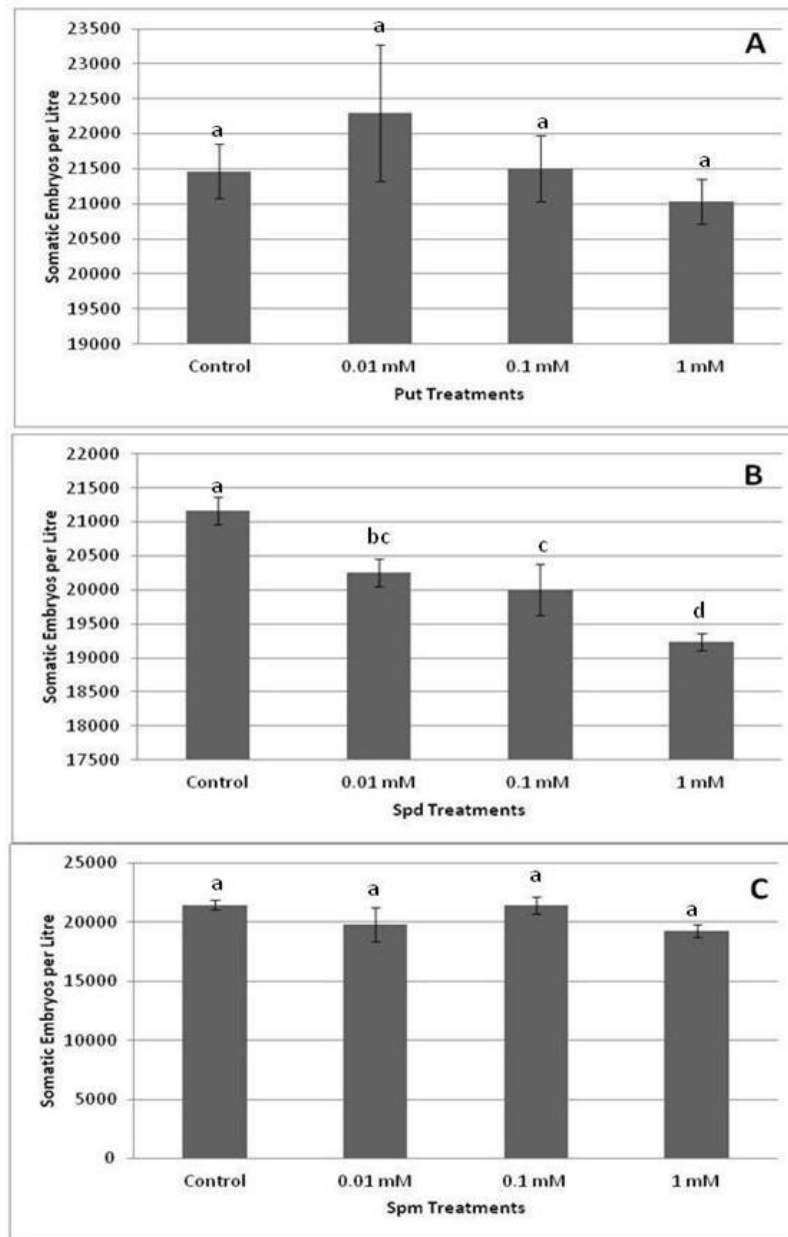 A
Somatic Embryos per Litre
23500
23000
22500
22000
21500
21000
20500
20000
19500
19000
a
a
a
a
Control 0.01 mM 0.1 mM 1 mM
Put Treatments
B
Somatic Embryos per Litre
22000
21500
21000
20500
20000
19500
19000
18500
18000
17500
a
bc
c
d
Control 0.01 mM 0.1 mM 1 mM
Spd Treatments
C
Somatic Embryos per Litre
25000
20000
15000
10000
5000
0
a
a
a
a
Control 0.01 mM 0.1 mM 1 mM
Spm Treatments